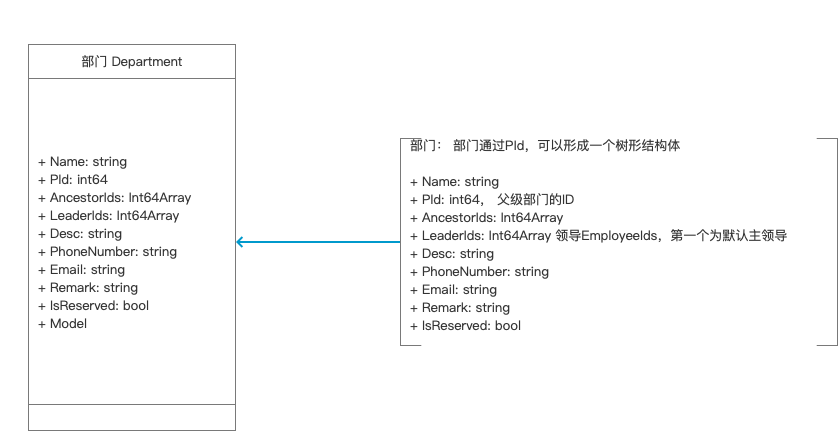 部门 Department
+ Name: string
+ PId: int64
+ AncestorIds: Int64Array
+ LeaderIds: Int64Array
+ Desc: string
+ PhoneNumber: string
+ Email: string
+ Remark: string
+ IsReserved: bool
+ Model
部门： 部门通过PId，可以形成一个树形结构体
+ Name: string
+ PId: int64， 父级部门的ID
+ AncestorIds: Int64Array
+ LeaderIds: Int64Array 领导EmployeeIds，第一个为默认主领导
+ Desc: string
+ PhoneNumber: string
+ Email: string
+ Remark: string
+ IsReserved: bool